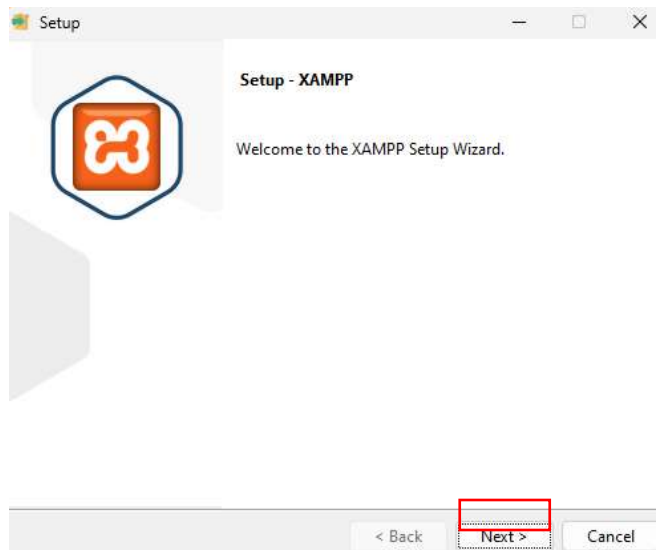 Setup
Setup - XAMPP
Welcome to the XAMPP Setup Wizard.
< Back
Next >
Cancel